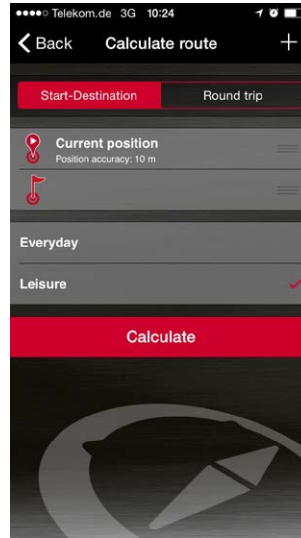 Telekom.de 3G 10:24
Back Calculate route +
Start-Destination Round trip
Current position
Position accuracy: 10 m
Everyday
Leisure
Calculate